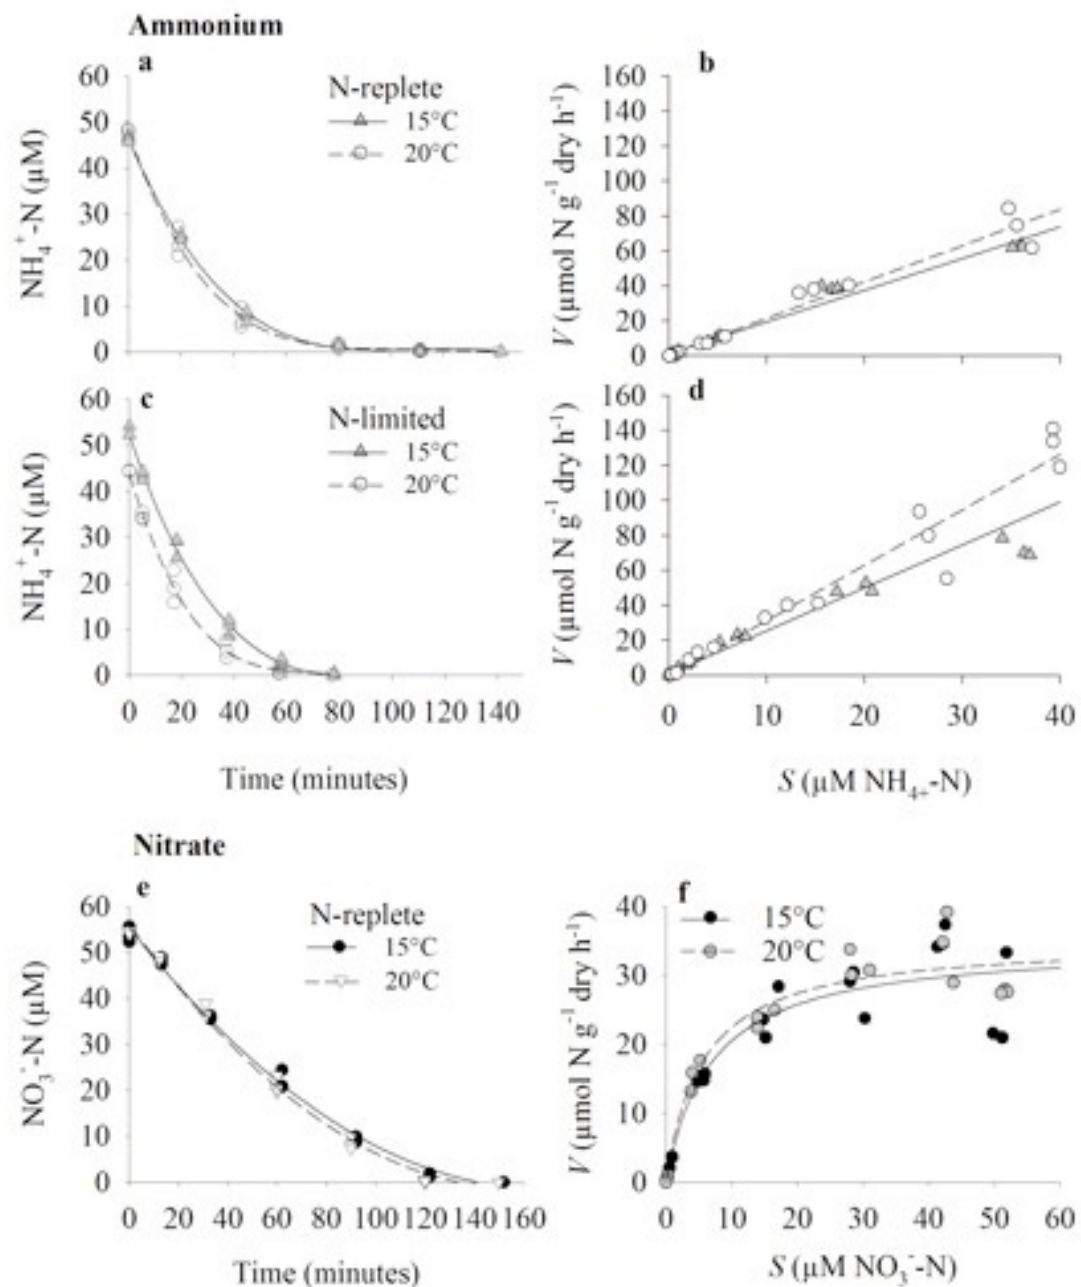 Ammonium
a
N-replete
15°C
20°C
60
50
40
30
20
10
0
NH₄⁺-N (µM)
b
160
140
120
100
80
60
40
20
0
V (µmol N g⁻¹ dry h⁻¹)
0 10 20 30 40
c
N-limited
15°C
20°C
60
50
40
30
20
10
0
NH₄⁺-N (µM)
0 20 40 60 80 100 120 140
Time (minutes)
d
160
140
120
100
80
60
40
20
0
V (µmol N g⁻¹ dry h⁻¹)
0 10 20 30 40
S (µM NH₄₊-N)
Nitrate
e
N-replete
15°C
20°C
60
50
40
30
20
10
0
NO₃⁻-N (µM)
0 20 40 60 80 100 120 140 160
Time (minutes)
f
15°C
20°C
40
30
20
10
0
V (µmol N g⁻¹ dry h⁻¹)
0 10 20 30 40 50 60
S (µM NO₃⁻-N)